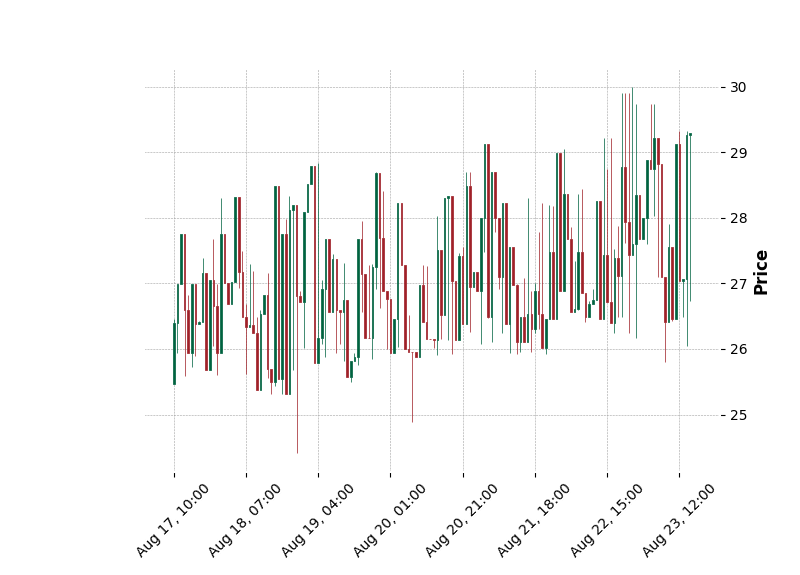 30
29
28
27
26
25
Price
Aug 17, 10:00
Aug 18, 07:00
Aug 19, 04:00
Aug 20, 01:00
Aug 20, 21:00
Aug 21, 18:00
Aug 22, 15:00
Aug 23, 12:00